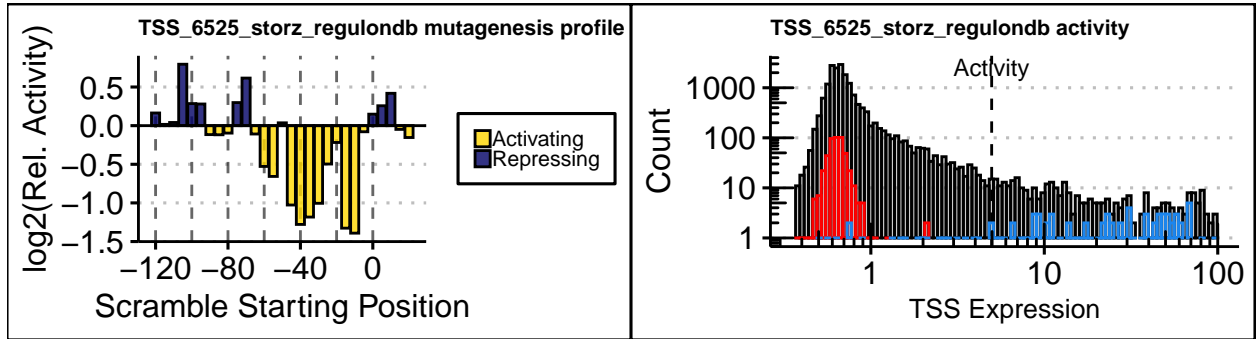 TSS_6525_storz_regulondb mutagenesis profile
log2(Rel. Activity)
0.5
0.0
−0.5
−1.0
−1.5
−120
−80
−40
0
Scramble Starting Position
Activating
Repressing
TSS_6525_storz_regulondb activity
Activity
Count
1000
100
10
1
1
10
100
TSS Expression